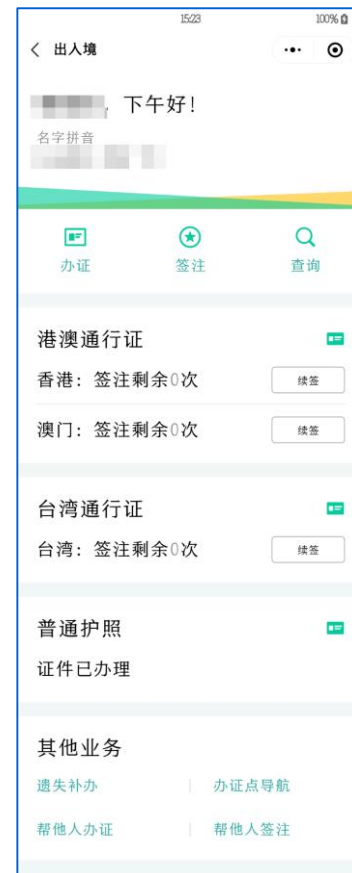 15:23 100%
出入境
下午好!
名字拼音
办证 签注 查询
港澳通行证
香港: 签注剩余0次 续签
澳门: 签注剩余0次 续签
台湾通行证
台湾: 签注剩余0次 续签
普通护照
证件已办理
其他业务
遗失补办 办证点导航
帮他人办证 帮他人签注